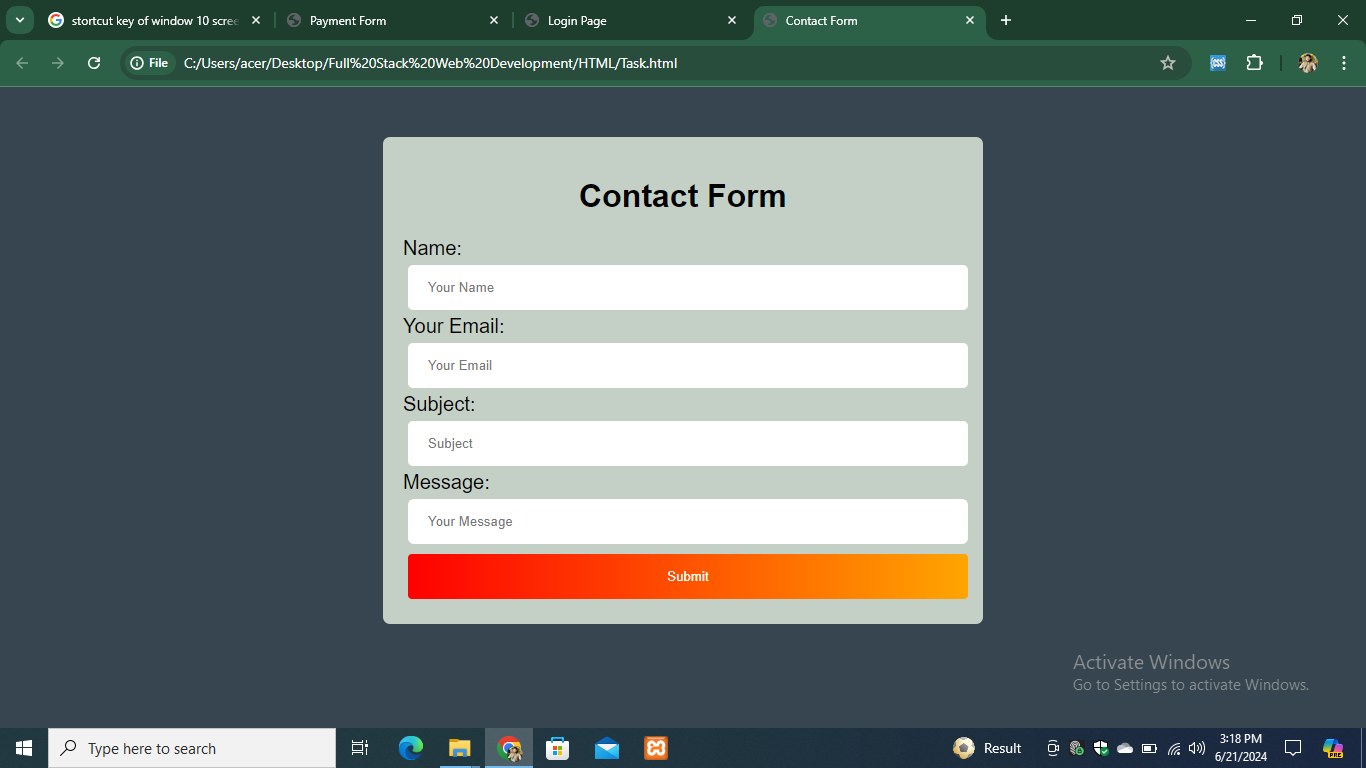 stortcut key of window 10 scree
Payment Form
Login Page
Contact Form
File
C:/Users/acer/Desktop/Full%20Stack%20Web%20Development/HTML/Task.html
Contact Form
Name:
Your Name
Your Email:
Your Email
Subject:
Subject
Message:
Your Message
Submit
Activate Windows
Go to Settings to activate Windows.
Type here to search
Result
3:18 PM
6/21/2024
PRE